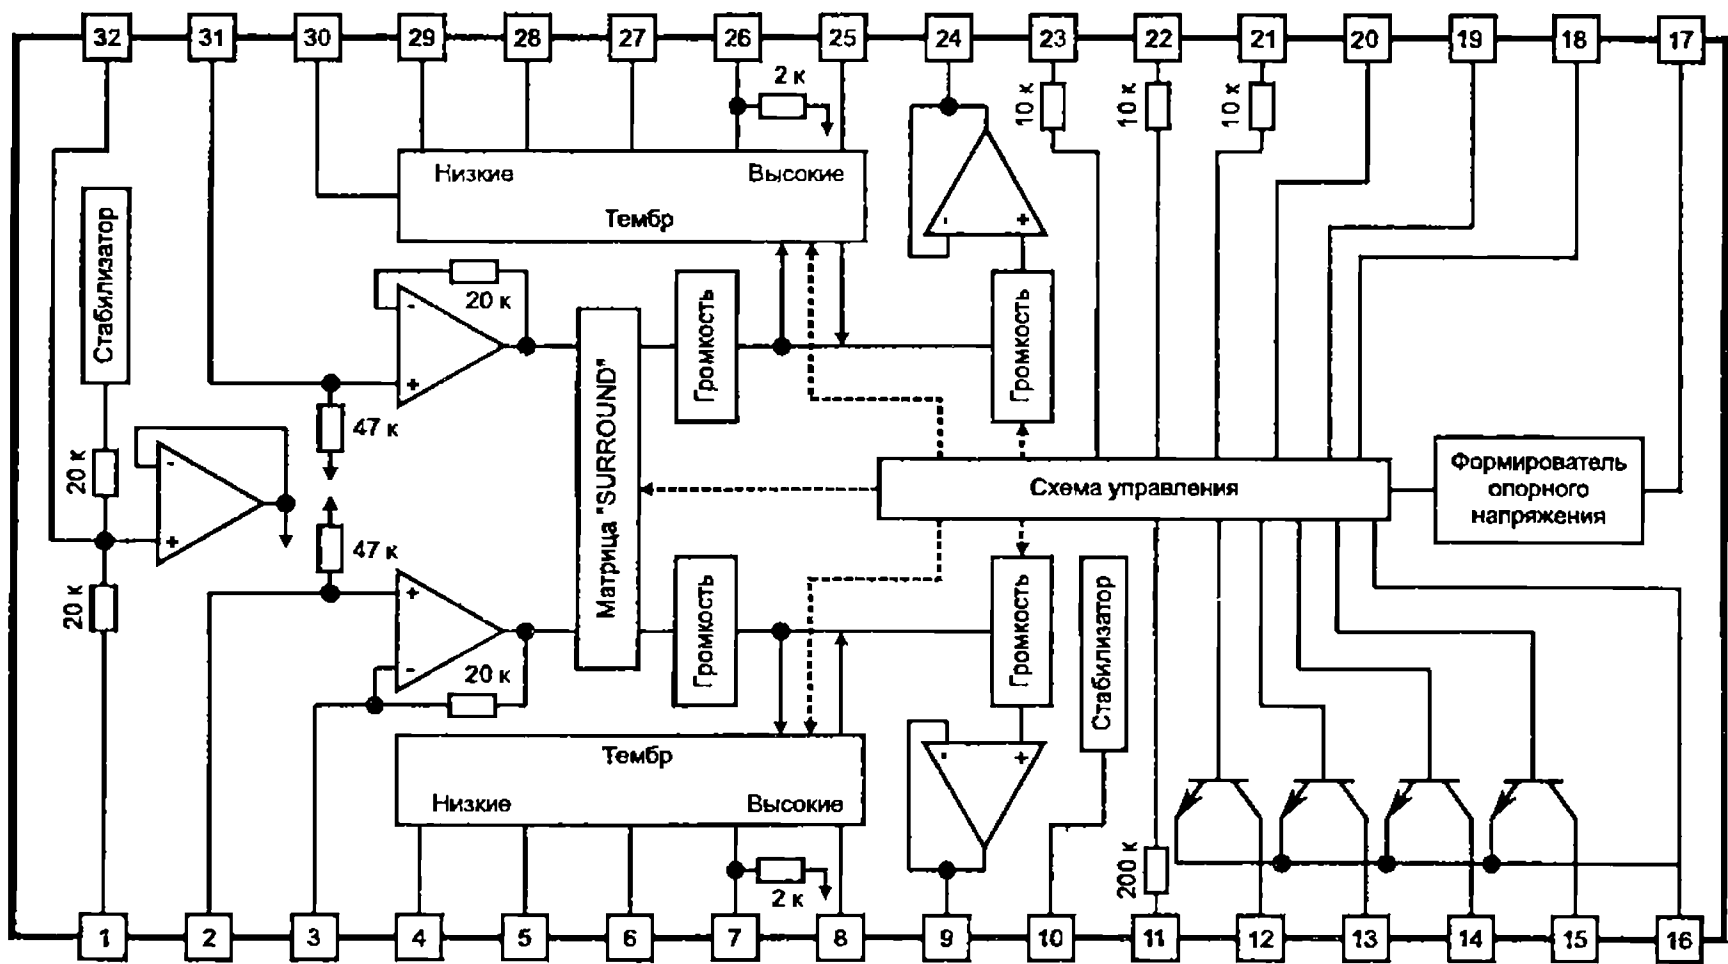 32 31 30 29 28 27 26 25 24 23 22 21 20 19 18 17
2 к
10 к
10 к
10 к
Низкие Высокие
Тембр
- +
Стабилизатор
20 к
-
+
Громкость
Громкость
Матрица "SURROUND"
47 к
20 к
-
+
Схема управления
Формирователь
опорного
напряжения
47 к
20 к
+
-
20 к
Громкость
Громкость
Стабилизатор
- +
Тембр
Низкие Высокие
2 к
200 к
1 2 3 4 5 6 7 8 9 10 11 12 13 14 15 16